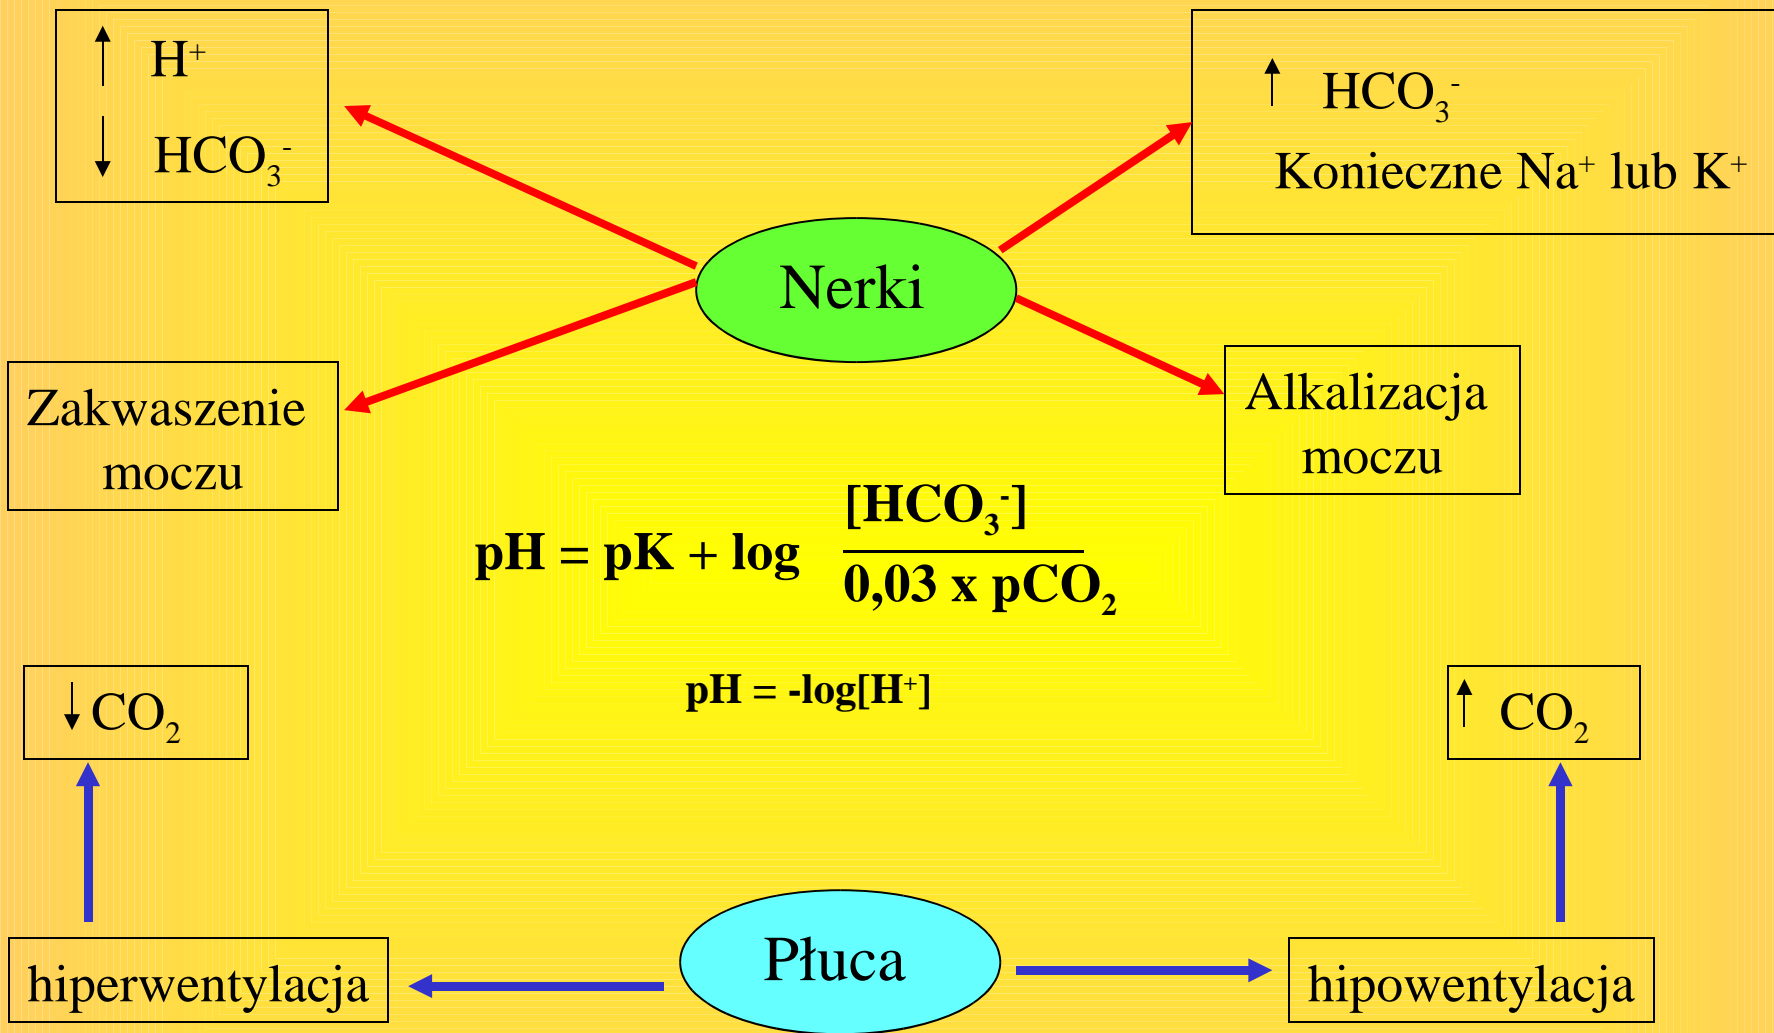 ↑ H⁺
↓ HCO₃⁻
↑ HCO₃⁻
Konieczne Na⁺ lub K⁺
Nerki
Zakwaszenie
moczu
Alkalizacja
moczu
[HCO₃⁻]
pH = pK + log
0,03 x pCO₂
pH = -log[H⁺]
↓ CO₂
↑ CO₂
hiperwentylacja
Płuca
hipowentylacja